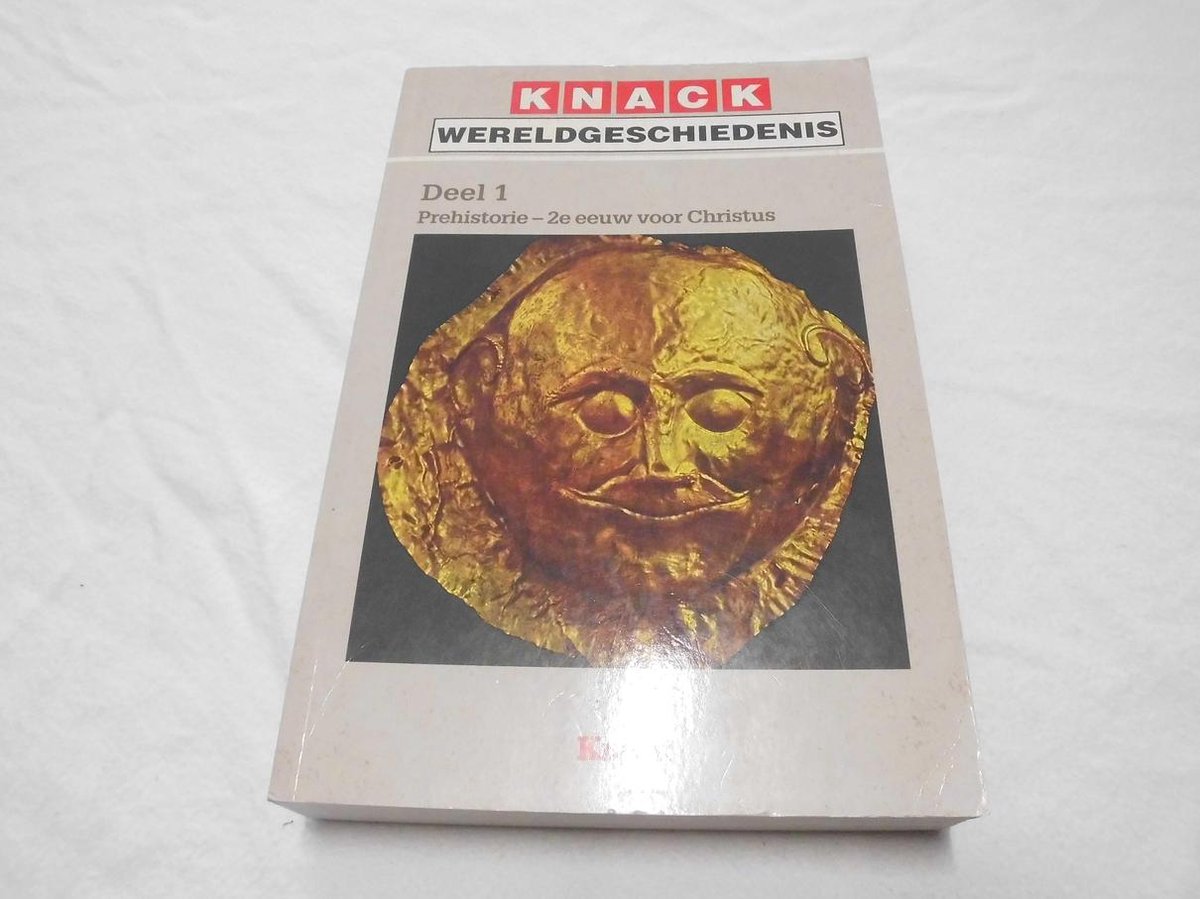 KNACK
WERELDGESCHIEDENIS
Deel 1
Prehistorie – 2e eeuw voor Christus